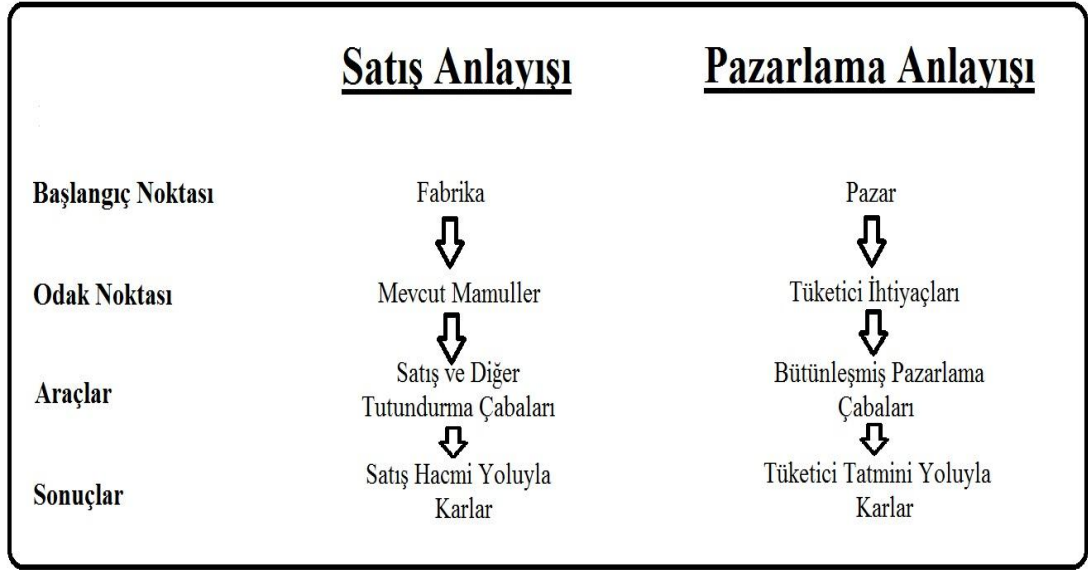 Satış Anlayışı
Pazarlama Anlayışı
Başlangıç Noktası
Fabrika
Pazar
Odak Noktası
Mevcut Mamuller
Tüketici İhtiyaçları
Araçlar
Satış ve Diğer
Tutundurma Çabaları
Bütünleşmiş Pazarlama
Çabaları
Sonuçlar
Satış Hacmi Yoluyla
Karlar
Tüketici Tatmini Yoluyla
Karlar